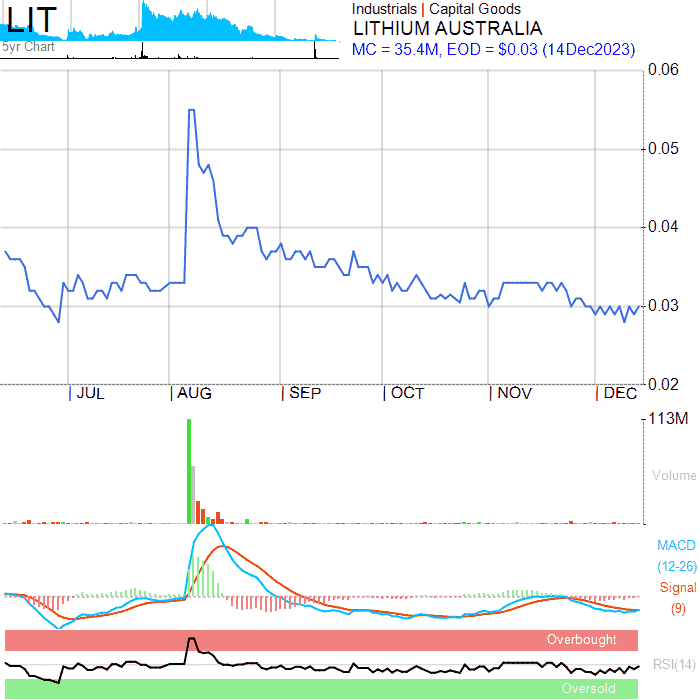 LIT
5yr Chart
Industrials | Capital Goods
LITHIUM AUSTRALIA
MC = 35.4M, EOD = $0.03 (14Dec2023)
0.06
0.05
0.04
0.03
0.02
JUL AUG SEP OCT NOV DEC
113M
Volume
MACD
(12-26)
Signal
(9)
Overbought
RSI(14)
Oversold